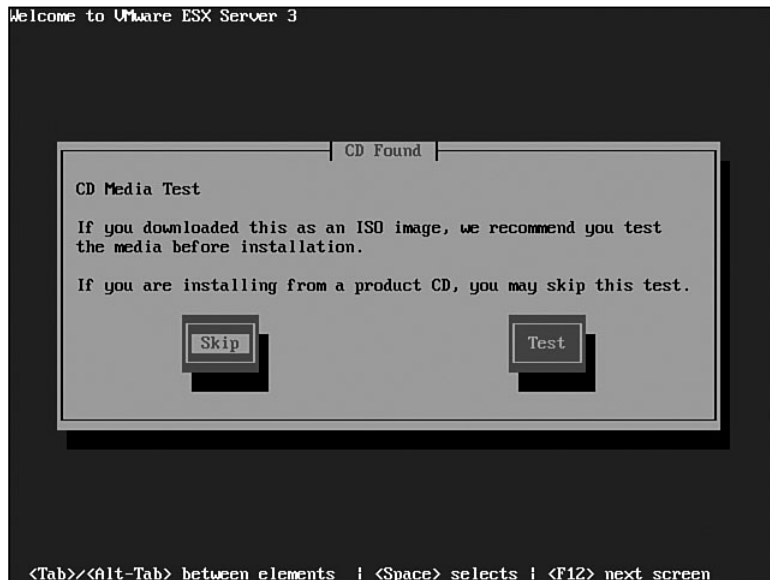 Welcome to VMware ESX Server 3
CD Found
CD Media Test
If you downloaded this as an ISO image, we recommend you test
the media before installation.
If you are installing from a product CD, you may skip this test.
Skip Test
<Tab>/<Alt-Tab> between elements | <Space> selects | <F12> next screen